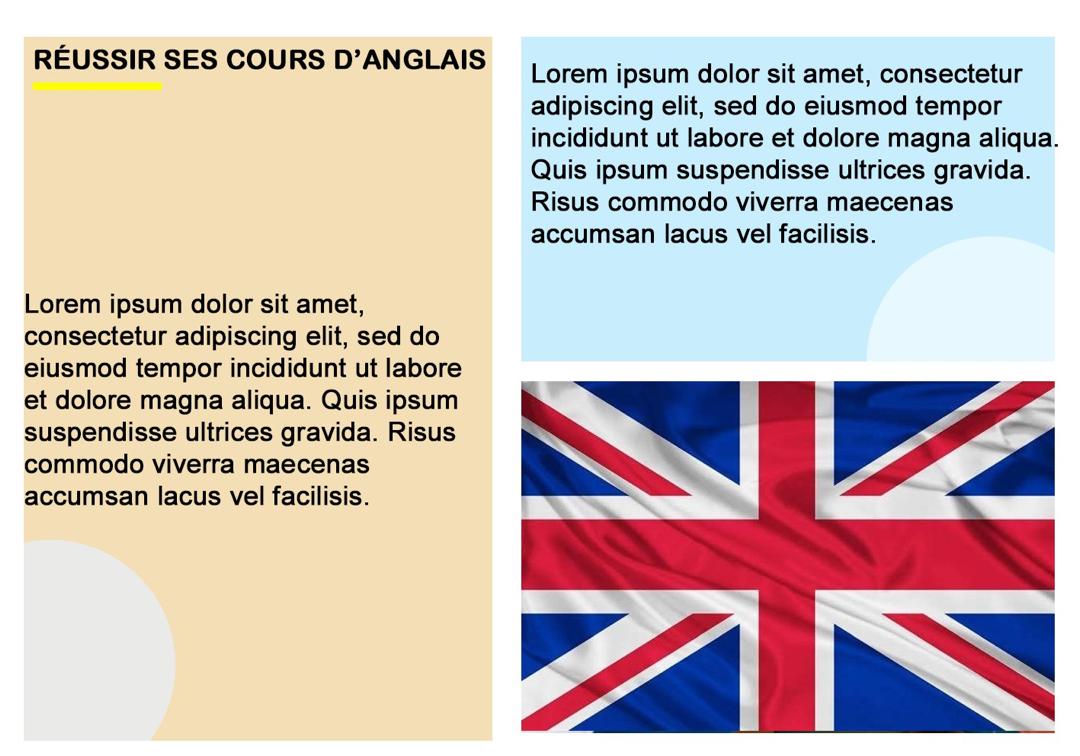 RÉUSSIR SES COURS D’ANGLAIS
Lorem ipsum dolor sit amet,
consectetur adipiscing elit, sed do
eiusmod tempor incididunt ut labore
et dolore magna aliqua. Quis ipsum
suspendisse ultrices gravida. Risus
commodo viverra maecenas
accumsan lacus vel facilisis.
Lorem ipsum dolor sit amet, consectetur
adipiscing elit, sed do eiusmod tempor
incididunt ut labore et dolore magna aliqua.
Quis ipsum suspendisse ultrices gravida.
Risus commodo viverra maecenas
accumsan lacus vel facilisis.